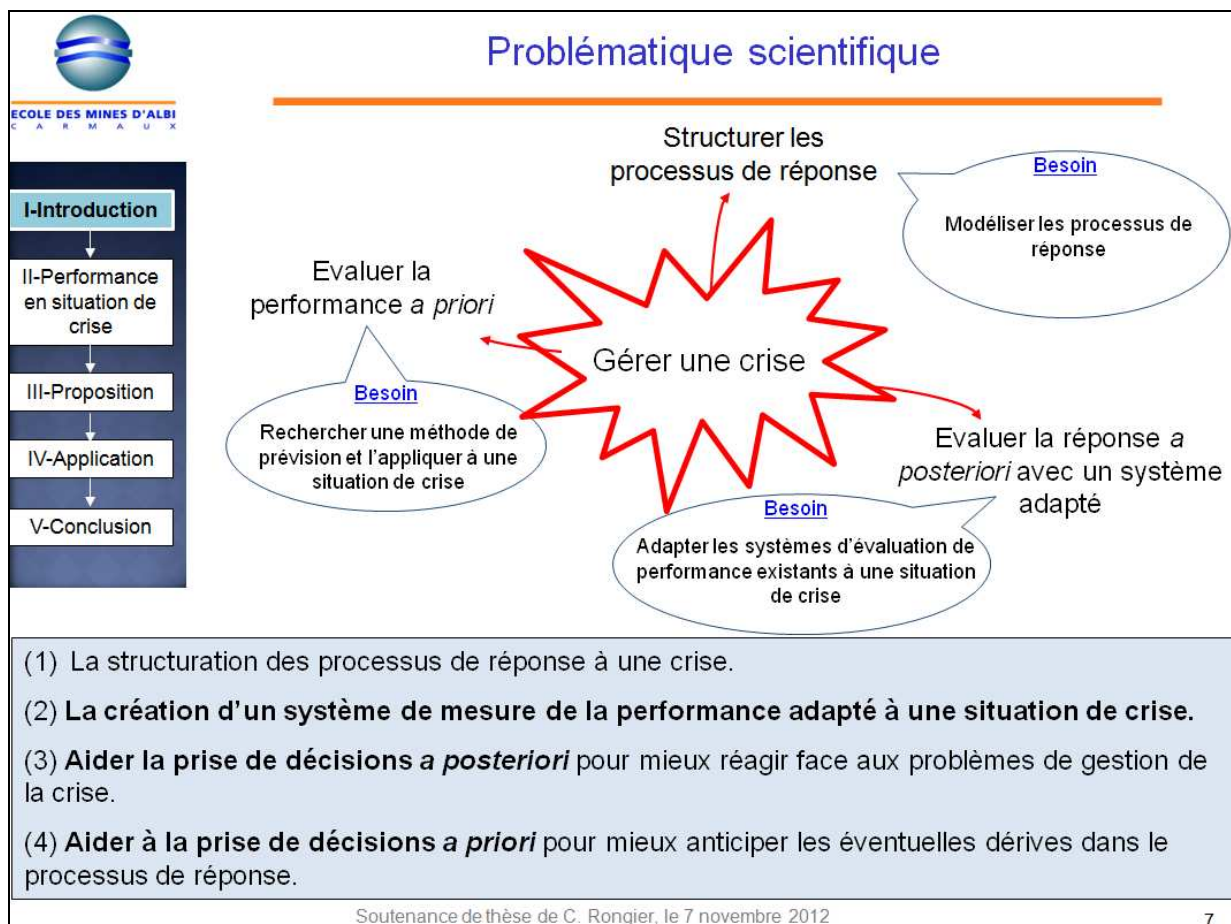 Problématique scientifique
ECOLE DES MINES D'ALBI
CARMAUX
I-Introduction
II-Performance
en situation de
crise
III-Proposition
IV-Application
V-Conclusion
Structurer les
processus de réponse
Besoin
Modéliser les processus de
réponse
Evaluer la
performance a priori
Besoin
Rechercher une méthode de
prévision et l'appliquer à une
situation de crise
Gérer une crise
Evaluer la réponse a
posteriori avec un système
adapté
Besoin
Adapter les systèmes d'évaluation de
performance existants à une situation
de crise
(1) La structuration des processus de réponse à une crise.
(2) La création d'un système de mesure de la performance adapté à une situation de crise.
(3) Aider la prise de décisions a posteriori pour mieux réagir face aux problèmes de gestion de
la crise.
(4) Aider à la prise de décisions a priori pour mieux anticiper les éventuelles dérives dans le
processus de réponse.
Soutenance de thèse de C. Rongier, le 7 novembre 2012
7